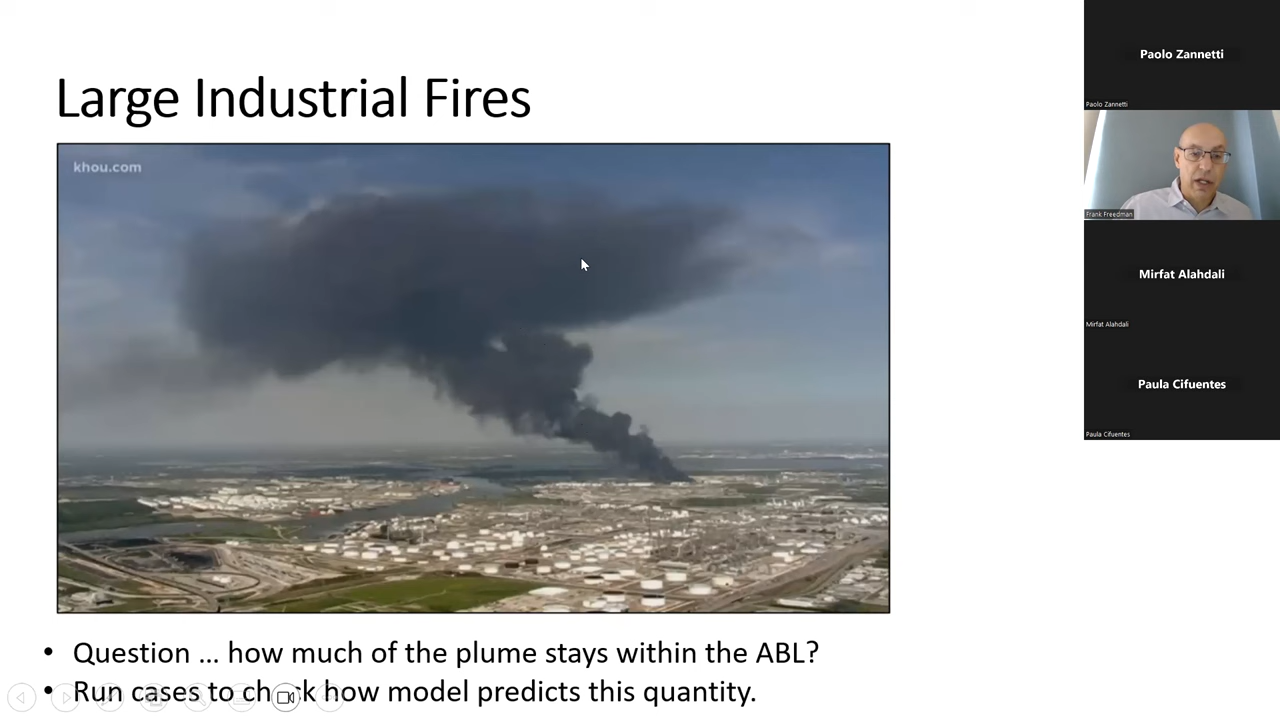 Large Industrial Fires
khou.com
• Question ... how much of the plume stays within the ABL?
• Run cases to check how model predicts this quantity.
Paolo Zannetti
Paolo Zannetti
Frank Freedman
Mirfat Alahdali
Mirfat Alahdali
Paula Cifuentes
Paula Cifuentes